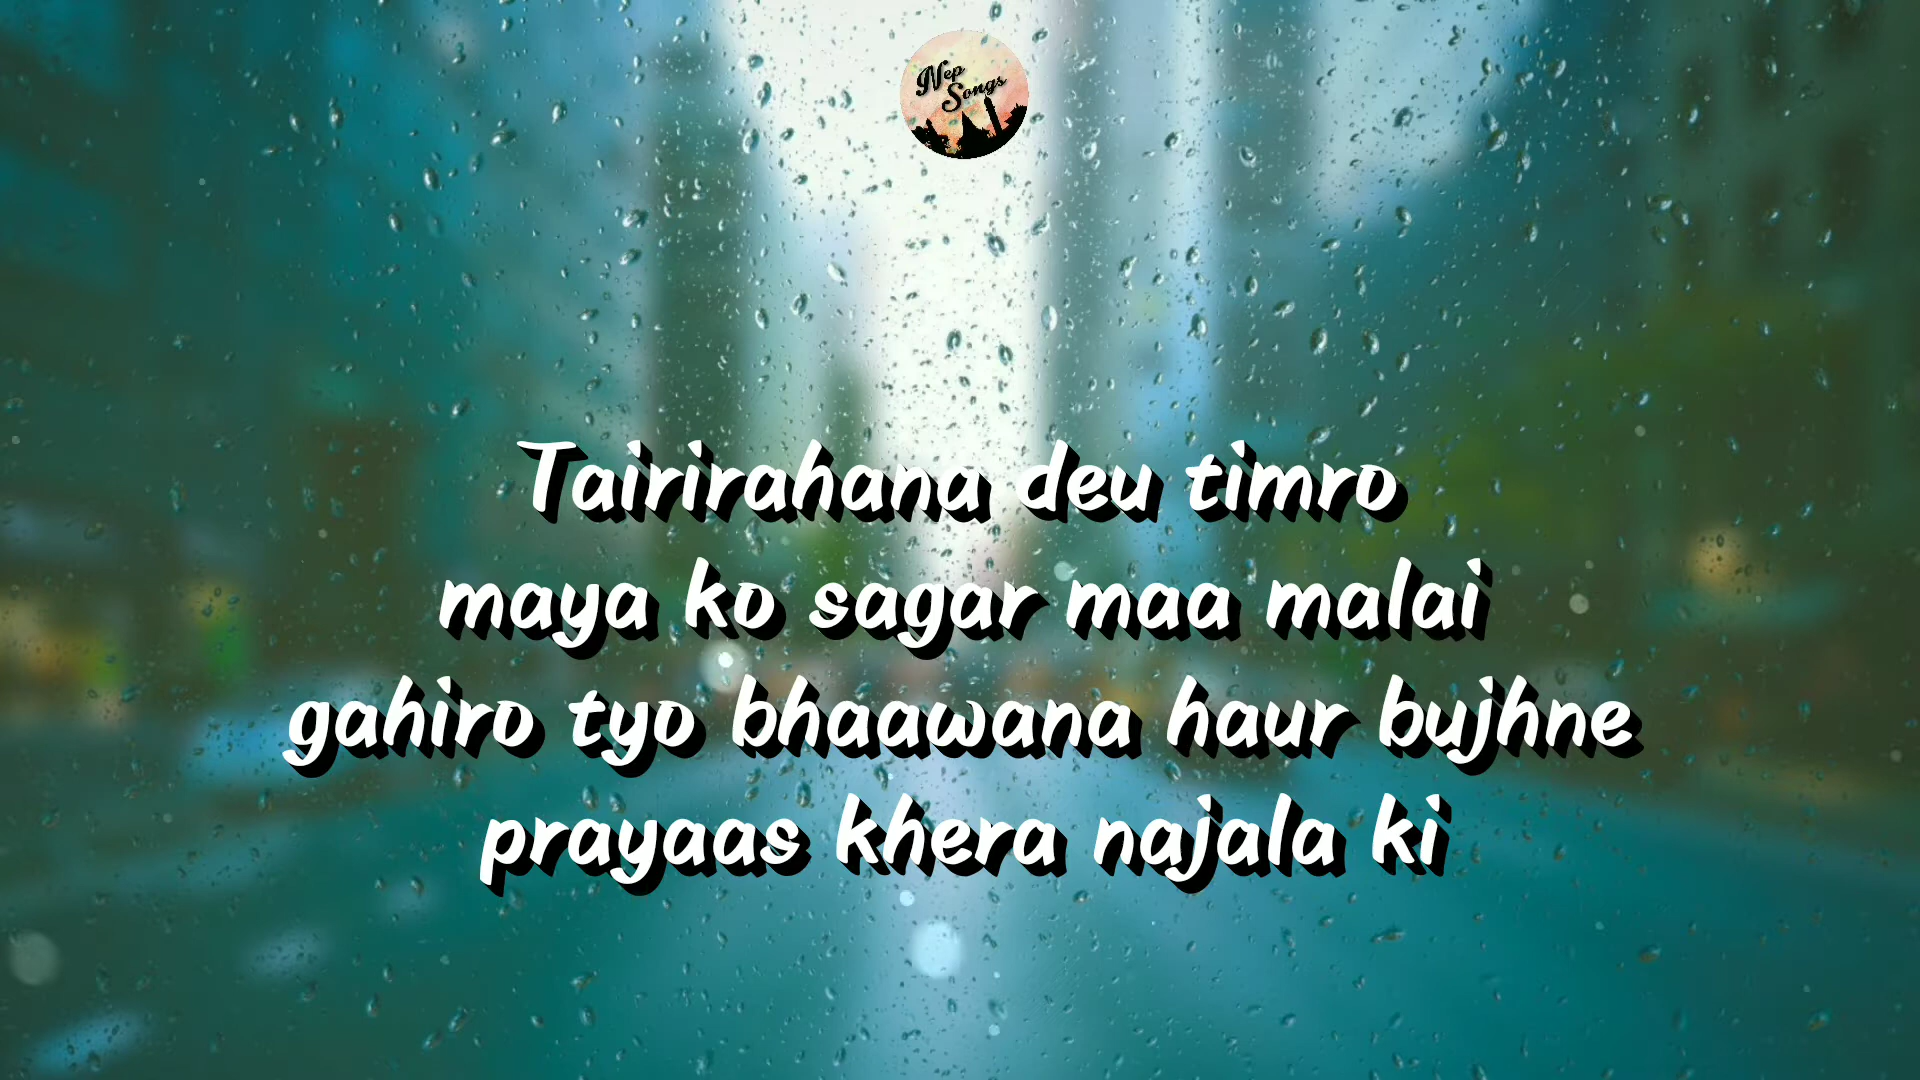 Nep
Songs
Tairirahana deu timro
maya ko sagar maa malai
gahiro tyo bhaawana haur bujhne
prayaas khera najala ki